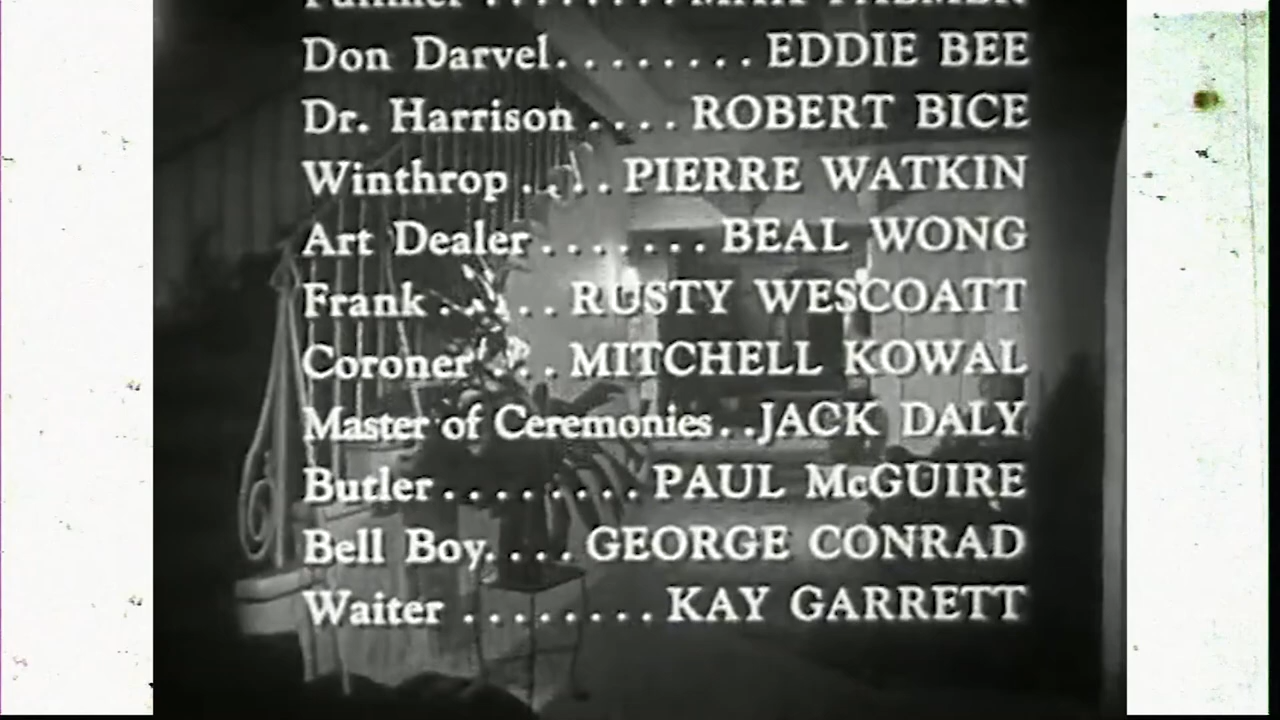 Don Darvel........ EDDIE BEE
Dr. Harrison .... ROBERT BICE
Winthrop .... PIERRE WATKIN
Art Dealer ....... BEAL WONG
Frank ..... RUSTY WESCOATT
Coroner .... MITCHELL KOWAL
Master of Ceremonies..JACK DALY
Butler ........ PAUL McGUIRE
Bell Boy.... GEORGE CONRAD
Waiter ........ KAY GARRETT